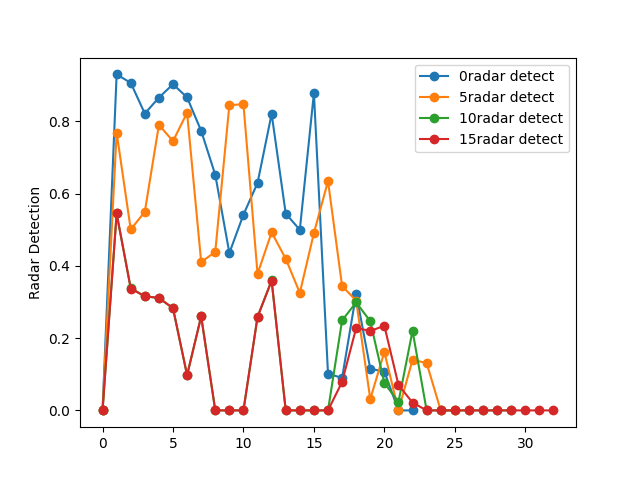 0radar detect
5radar detect
10radar detect
15radar detect
Radar Detection
0.8
0.6
0.4
0.2
0.0
0 5 10 15 20 25 30